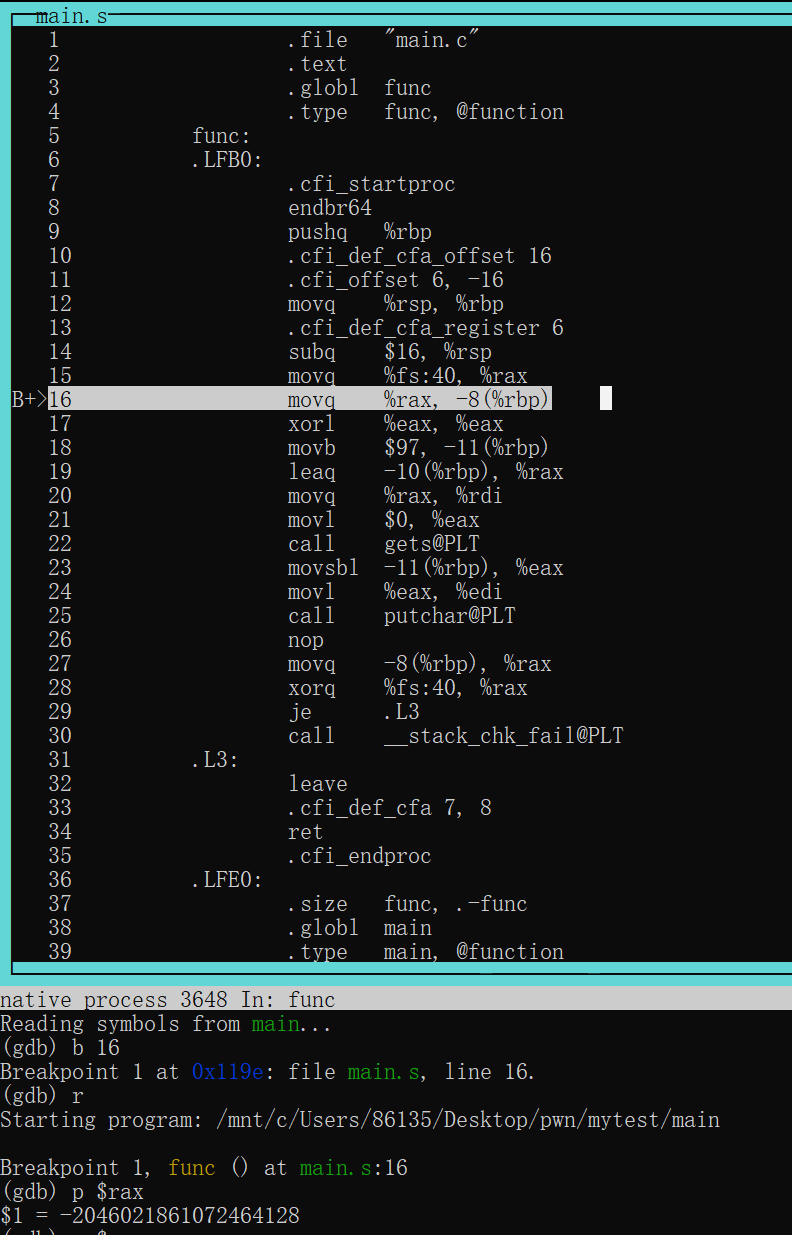 main.s
1 .file "main.c"
2 .text
3 .globl func
4 .type func, @function
5 func:
6 .LFB0:
7 .cfi_startproc
8 endbr64
9 pushq %rbp
10 .cfi_def_cfa_offset 16
11 .cfi_offset 6, -16
12 movq %rsp, %rbp
13 .cfi_def_cfa_register 6
14 subq $16, %rsp
15 movq %fs:40, %rax
B+>16 movq %rax, -8(%rbp)
17 xorl %eax, %eax
18 movb $97, -11(%rbp)
19 leaq -10(%rbp), %rax
20 movq %rax, %rdi
21 movl $0, %eax
22 call gets@PLT
23 movsbl -11(%rbp), %eax
24 movl %eax, %edi
25 call putchar@PLT
26 nop
27 movq -8(%rbp), %rax
28 xorq %fs:40, %rax
29 je .L3
30 call __stack_chk_fail@PLT
31 .L3:
32 leave
33 .cfi_def_cfa 7, 8
34 ret
35 .cfi_endproc
36 .LFE0:
37 .size func, .-func
38 .globl main
39 .type main, @function
native process 3648 In: func
Reading symbols from main...
(gdb) b 16
Breakpoint 1 at 0x119e: file main.s, line 16.
(gdb) r
Starting program: /mnt/c/Users/86135/Desktop/pwn/mytest/main
Breakpoint 1, func () at main.s:16
(gdb) p $rax
$1 = -2046021861072464128